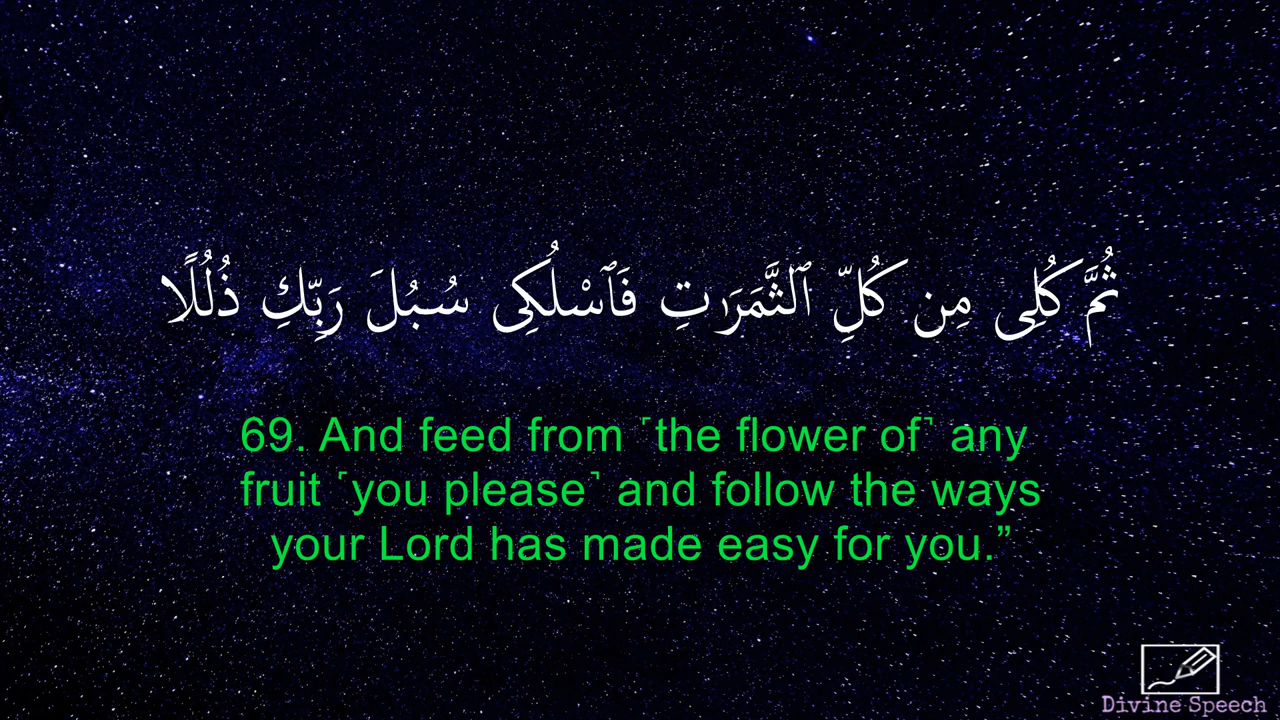 ثُمَّ كُلِى مِن كُلِّ ٱلثَّمَرَٰتِ فَٱسْلُكِى سُبُلَ رَبِّكِ ذُلُلًا
69. And feed from ˹the flower of˺ any
fruit ˹you please˺ and follow the ways
your Lord has made easy for you.”
Divine Speech